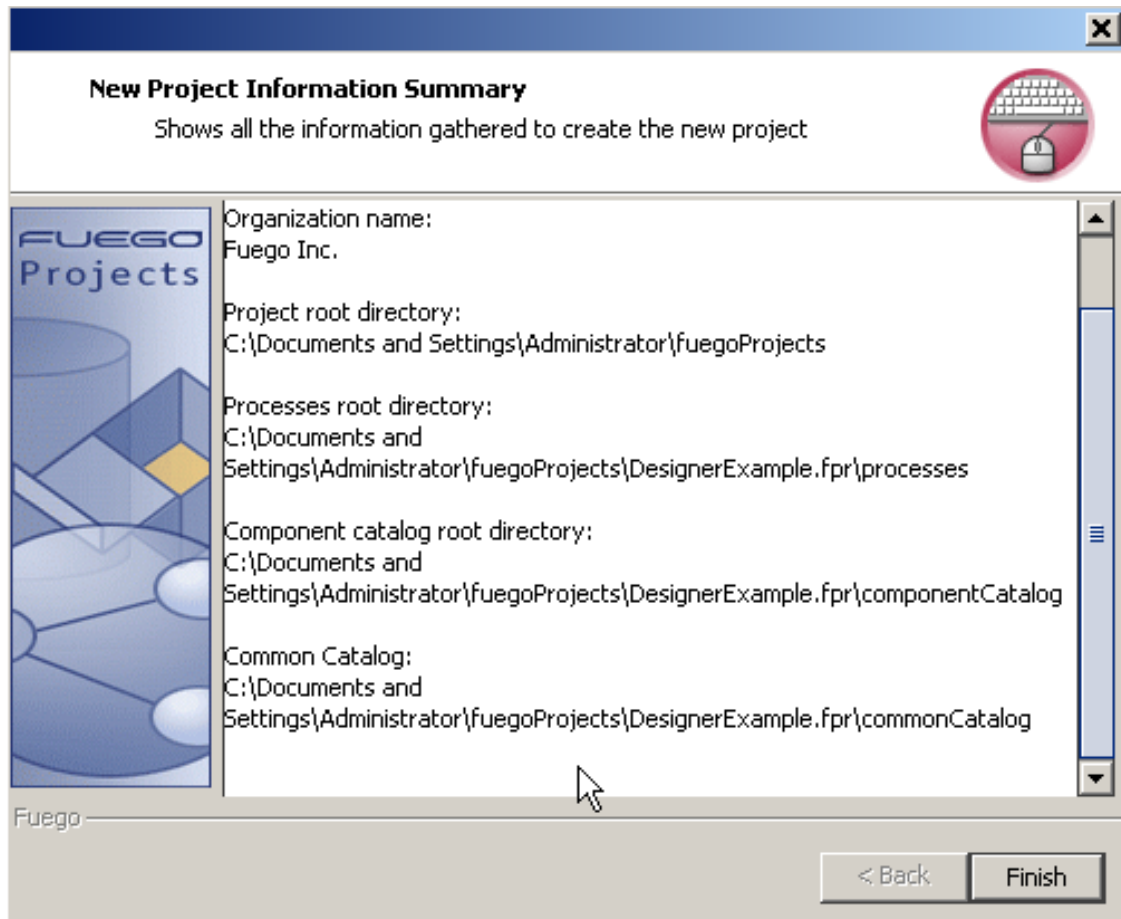 New Project Information Summary
Shows all the information gathered to create the new project
FUEGO
Projects
Organization name:
Fuego Inc.
Project root directory:
C:\Documents and Settings\Administrator\fuegoProjects
Processes root directory:
C:\Documents and
Settings\Administrator\fuegoProjects\DesignerExample.fpr\processes
Component catalog root directory:
C:\Documents and
Settings\Administrator\fuegoProjects\DesignerExample.fpr\componentCatalog
Common Catalog:
C:\Documents and
Settings\Administrator\fuegoProjects\DesignerExample.fpr\commonCatalog
Fuego
< Back
Finish